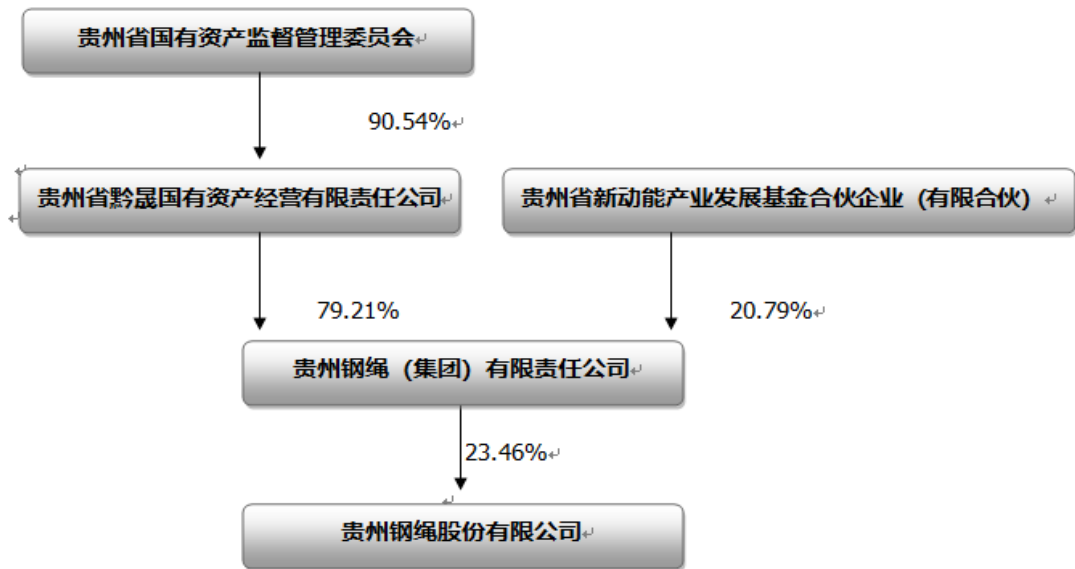 贵州省国有资产监督管理委员会
90.54%
贵州省黔晟国有资产经营有限责任公司
贵州省新动能产业发展基金合伙企业（有限合伙）
79.21%
20.79%
贵州钢绳（集团）有限责任公司
23.46%
贵州钢绳股份有限公司